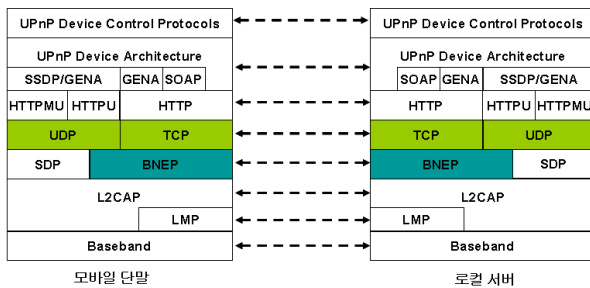 UPnP Device Control Protocols
UPnP Device Architecture
SSDP/GENA GENA SOAP
HTTPMU HTTPU HTTP
UDP TCP
SDP BNEP
L2CAP
LMP
Baseband
모바일 단말
UPnP Device Control Protocols
UPnP Device Architecture
SOAP GENA SSDP/GENA
HTTP HTTPU HTTPMU
TCP UDP
BNEP SDP
L2CAP
LMP
Baseband
로컬 서버